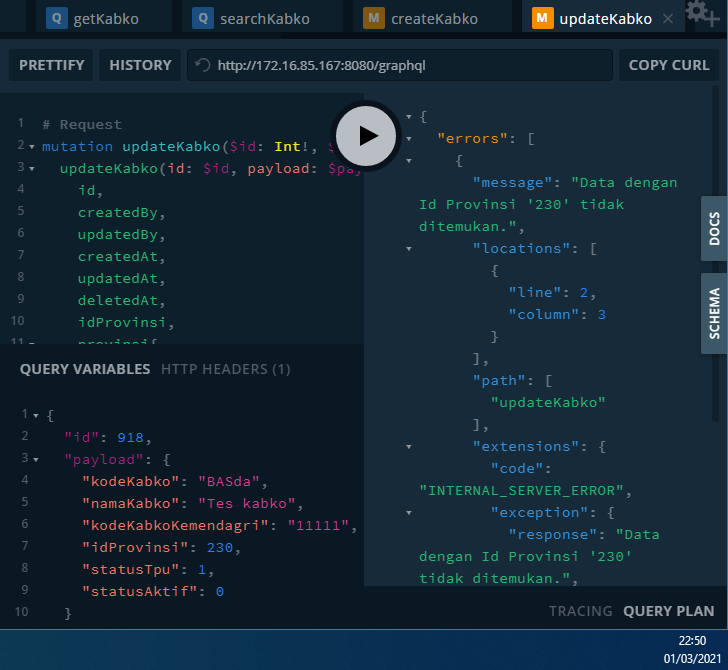 Q getKabko Q searchKabko M createKabko M updateKabko
PRETTIFY HISTORY http://172.16.85.167:8080/graphql COPY CURL
1 # Request
2 mutation updateKabko($id: Int!, $
3 updateKabko(id: $id, payload: $pay
4 id,
5 createdBy,
6 updatedBy,
7 createdAt,
8 updatedAt,
9 deletedAt,
10 idProvinsi,
11 provinsi{
QUERY VARIABLES HTTP HEADERS (1)
1 {
2 "id": 918,
3 "payload": {
4 "kodeKabko": "BASda",
5 "namaKabko": "Tes kabko",
6 "kodeKabkoKemendagri": "11111",
7 "idProvinsi": 230,
8 "statusTpu": 1,
9 "statusAktif": 0
10 }
{
"errors": [
{
"message": "Data dengan
Id Provinsi '230' tidak
ditemukan.",
"locations": [
{
"line": 2,
"column": 3
}
],
"path": [
"updateKabko"
],
"extensions": {
"code":
"INTERNAL_SERVER_ERROR",
"exception": {
"response": "Data
dengan Id Provinsi '230'
tidak ditemukan.",
DOCS
SCHEMA
TRACING QUERY PLAN
22:50
01/03/2021